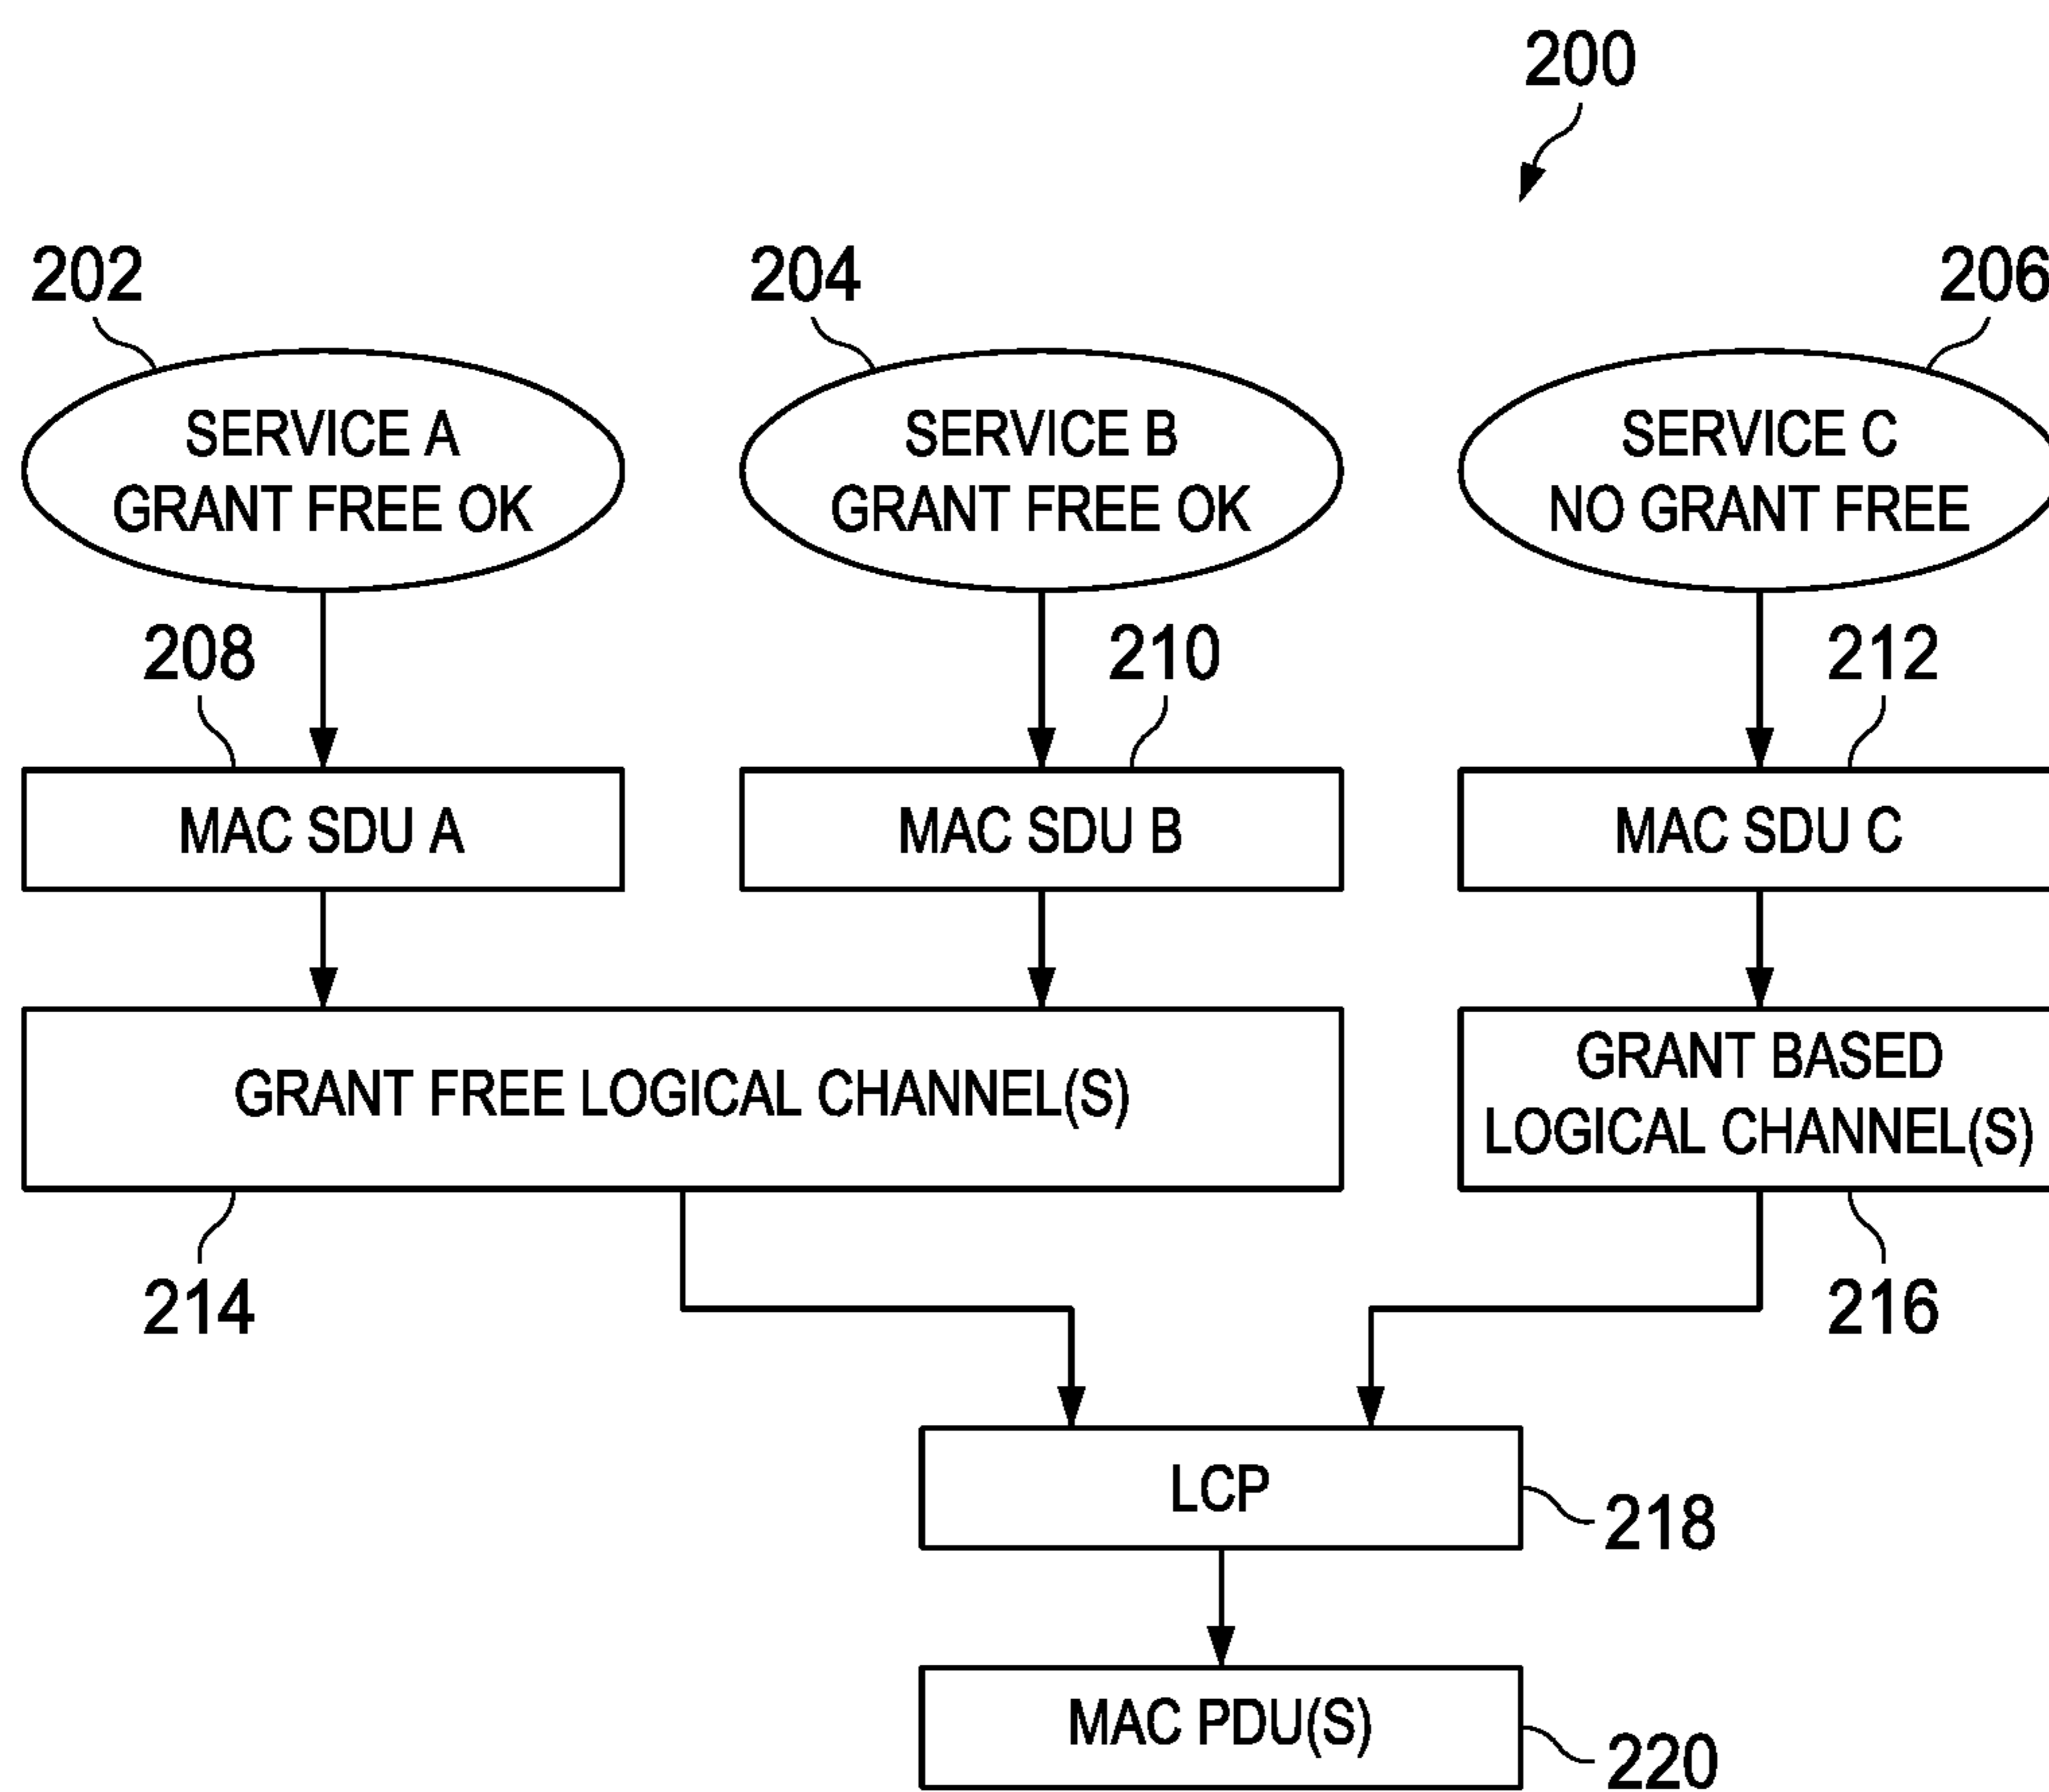 200
202
204
206
SERVICE A
GRANT FREE OK
SERVICE B
GRANT FREE OK
SERVICE C
NO GRANT FREE
208
210
212
MAC SDU A
MAC SDU B
MAC SDU C
GRANT FREE LOGICAL CHANNEL(S)
GRANT BASED
LOGICAL CHANNEL(S)
214
216
LCP
218
MAC PDU(S)
220